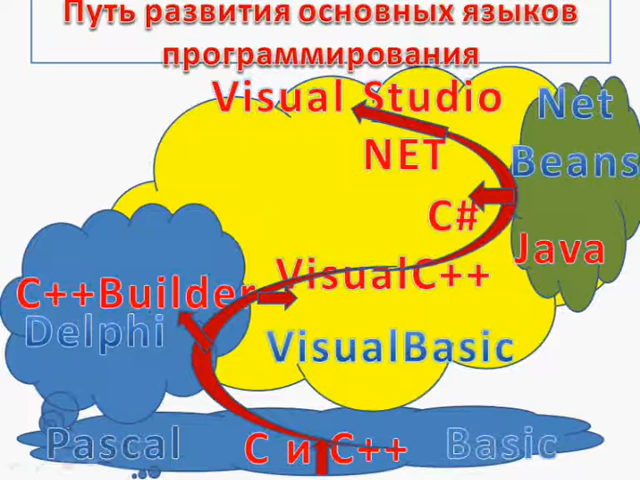 Путь развития основных языков
программирования
Visual Studio
Net
Beans
NET
C#
Java
VisualC++
C++Builder
Delphi
VisualBasic
Pascal
С и С++
Basic